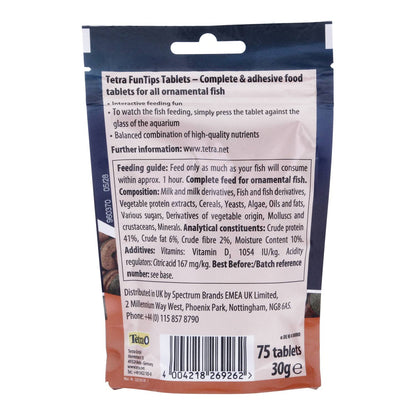 Tetra FunTips Tablets – Complete & adhesive food
tablets for all ornamental fish
• Interactive feeding fun
• To watch the fish feeding, simply press the tablet against the
glass of the aquarium
• Balanced combination of high-quality nutrients
Further information: www.tetra.net
Feeding guide: Feed only as much as your fish will consume
within approx. 1 hour. Complete feed for ornamental fish.
Composition: Milk and milk derivatives, Fish and fish derivatives,
Vegetable protein extracts, Cereals, Yeasts, Algae, Oils and fats,
Various sugars, Derivatives of vegetable origin, Molluscs and
crustaceans, Minerals. Analytical constituents: Crude protein
41%, Crude fat 6%, Crude fibre 2%, Moisture Content 10%.
Additives: Vitamins: Vitamin D3 1054 IU/kg. Acidity
regulators: Citric acid 167 mg/kg. Best Before:/Batch reference
number: see base.
960370 05/28
Distributed in UK by Spectrum Brands EMEA UK Limited,
2 Millennium Way West, Phoenix Park, Nottingham, NG8 6AS.
Phone: +44 (0) 115 857 8790
Tetra
Tetra GmbH
www.tetra.net
4 004218 269262 >
75 tablets
30g e